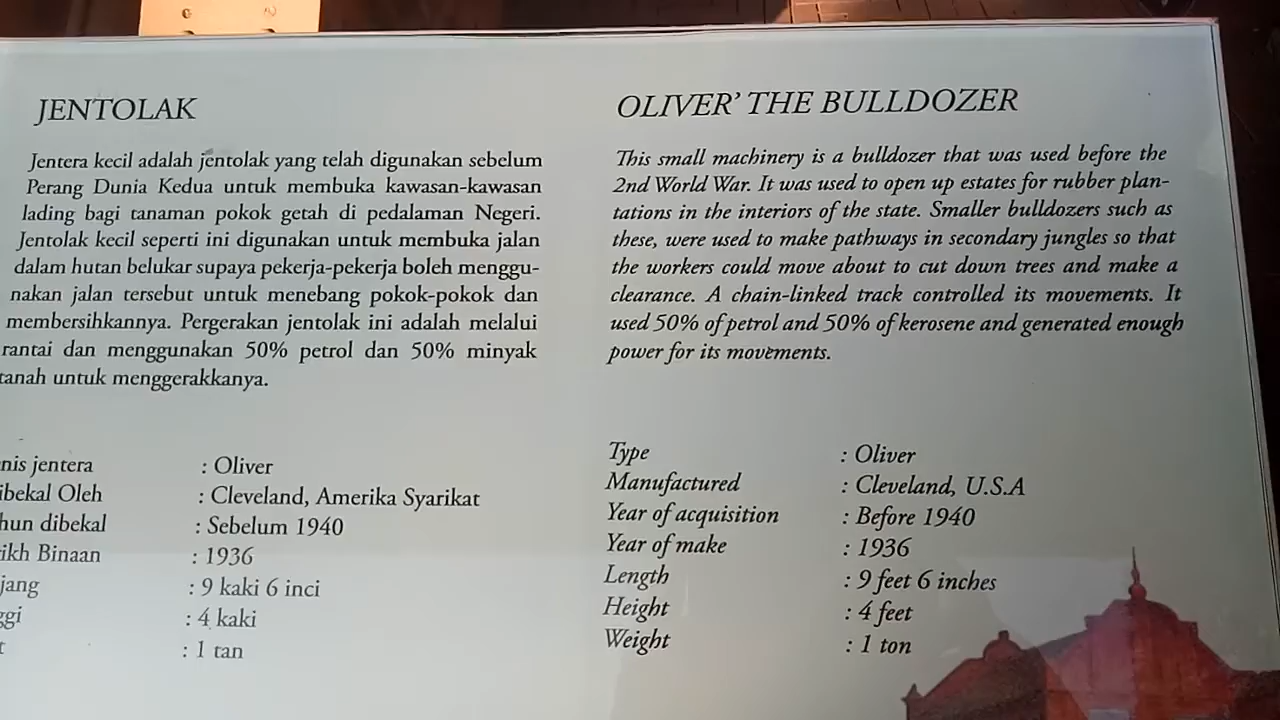 JENTOLAK
Jentera kecil adalah jentolak yang telah digunakan sebelum
Perang Dunia Kedua untuk membuka kawasan-kawasan
lading bagi tanaman pokok getah di pedalaman Negeri.
Jentolak kecil seperti ini digunakan untuk membuka jalan
dalam hutan belukar supaya pekerja-pekerja boleh menggu-
nakan jalan tersebut untuk menebang pokok-pokok dan
membersihkannya. Pergerakan jentolak ini adalah melalui
rantai dan menggunakan 50% petrol dan 50% minyak
tanah untuk menggerakkanya.
nis jentera : Oliver
ibekal Oleh : Cleveland, Amerika Syarikat
hun dibekal : Sebelum 1940
ikh Binaan : 1936
jang : 9 kaki 6 inci
ggi : 4 kaki
t : 1 tan
OLIVER' THE BULLDOZER
This small machinery is a bulldozer that was used before the
2nd World War. It was used to open up estates for rubber plan-
tations in the interiors of the state. Smaller bulldozers such as
these, were used to make pathways in secondary jungles so that
the workers could move about to cut down trees and make a
clearance. A chain-linked track controlled its movements. It
used 50% of petrol and 50% of kerosene and generated enough
power for its movements.
Type : Oliver
Manufactured : Cleveland, U.S.A
Year of acquisition : Before 1940
Year of make : 1936
Length : 9 feet 6 inches
Height : 4 feet
Weight : 1 ton